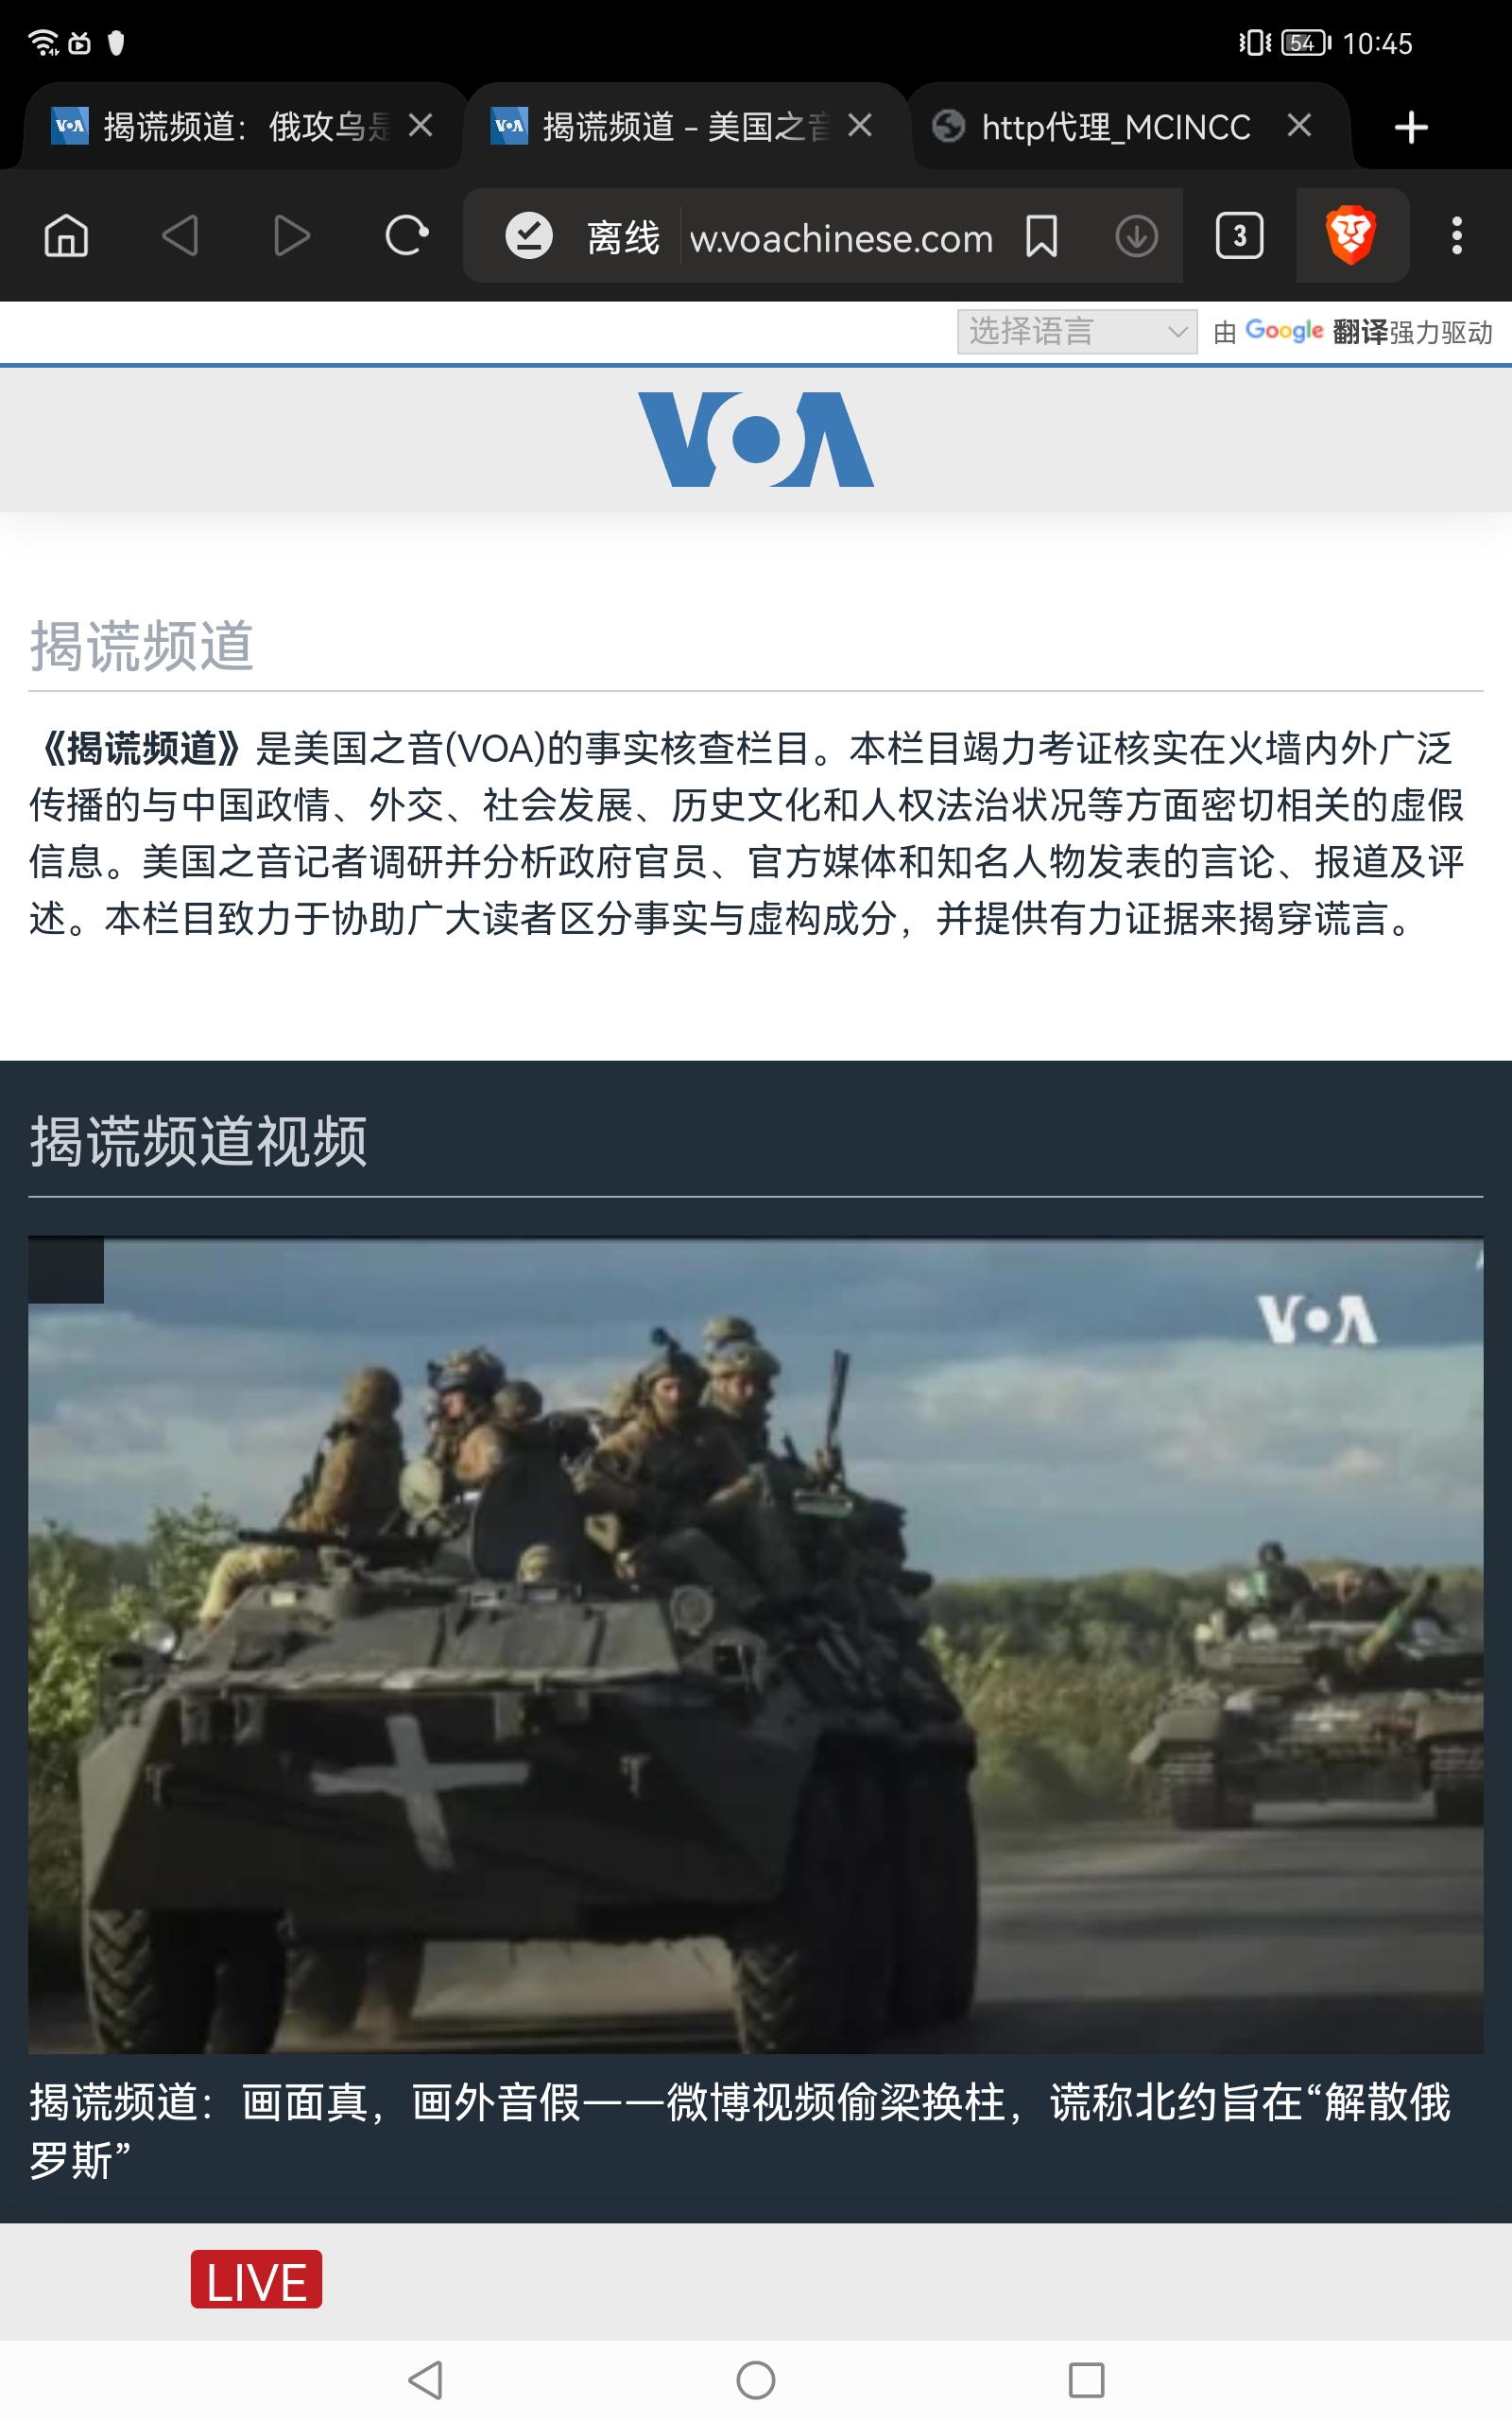 54 10:45
揭谎频道：俄攻乌是
揭谎频道 - 美国之音
http代理_MCINCC
离线
w.voachinese.com
3
选择语言
由 Google 翻译强力驱动
VOA
揭谎频道
《揭谎频道》是美国之音(VOA)的事实核查栏目。本栏目竭力考证核实在火墙内外广泛
传播的与中国政情、外交、社会发展、历史文化和人权法治状况等方面密切相关的虚假
信息。美国之音记者调研并分析政府官员、官方媒体和知名人物发表的言论、报道及评
述。本栏目致力于协助广大读者区分事实与虚构成分，并提供有力证据来揭穿谎言。
揭谎频道视频
VOA
揭谎频道：画面真，画外音假——微博视频偷梁换柱，谎称北约旨在“解散俄
罗斯”
LIVE